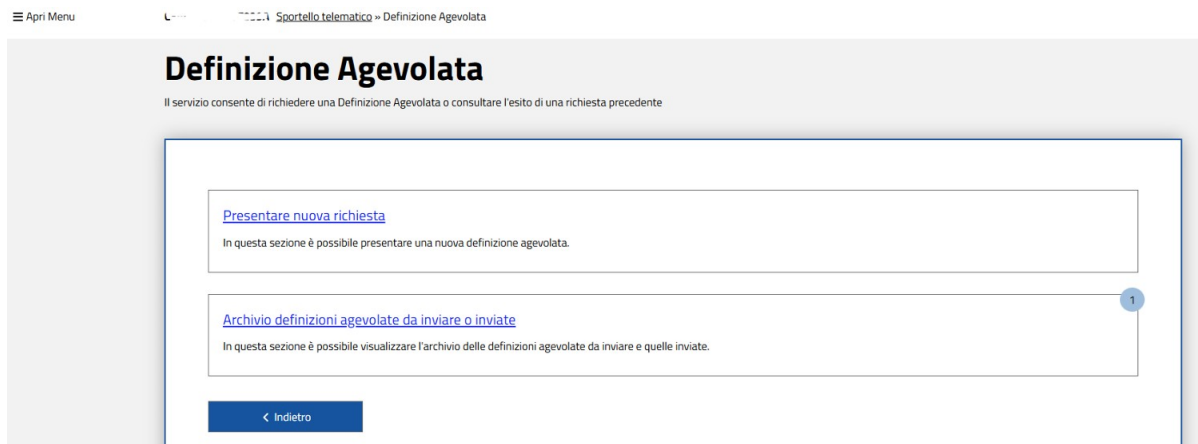 Apri Menu
Sportello telematico » Definizione Agevolata
Definizione Agevolata
Il servizio consente di richiedere una Definizione Agevolata o consultare l'esito di una richiesta precedente
Presentare nuova richiesta
In questa sezione è possibile presentare una nuova definizione agevolata.
1
Archivio definizioni agevolate da inviare o inviate
In questa sezione è possibile visualizzare l'archivio delle definizioni agevolate da inviare e quelle inviate.
< Indietro